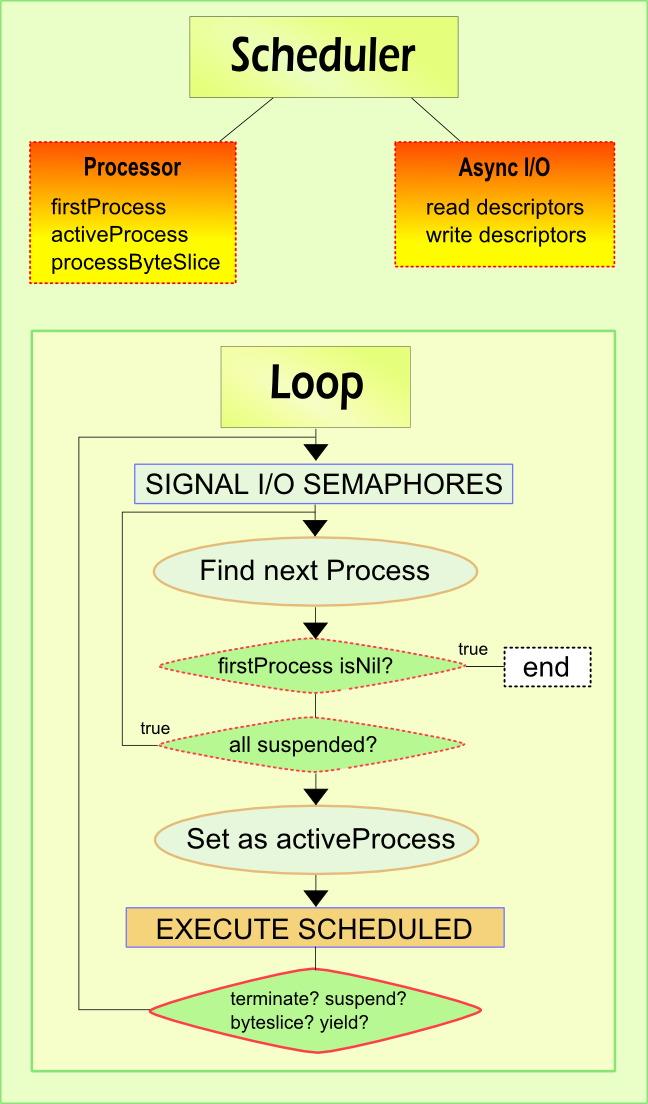 Scheduler
Processor
firstProcess
activeProcess
processByteSlice
Async I/O
read descriptors
write descriptors
Loop
SIGNAL I/O SEMAPHORES
Find next Process
firstProcess isNil?
true
end
true
all suspended?
Set as activeProcess
EXECUTE SCHEDULED
terminate? suspend?
byteslice? yield?